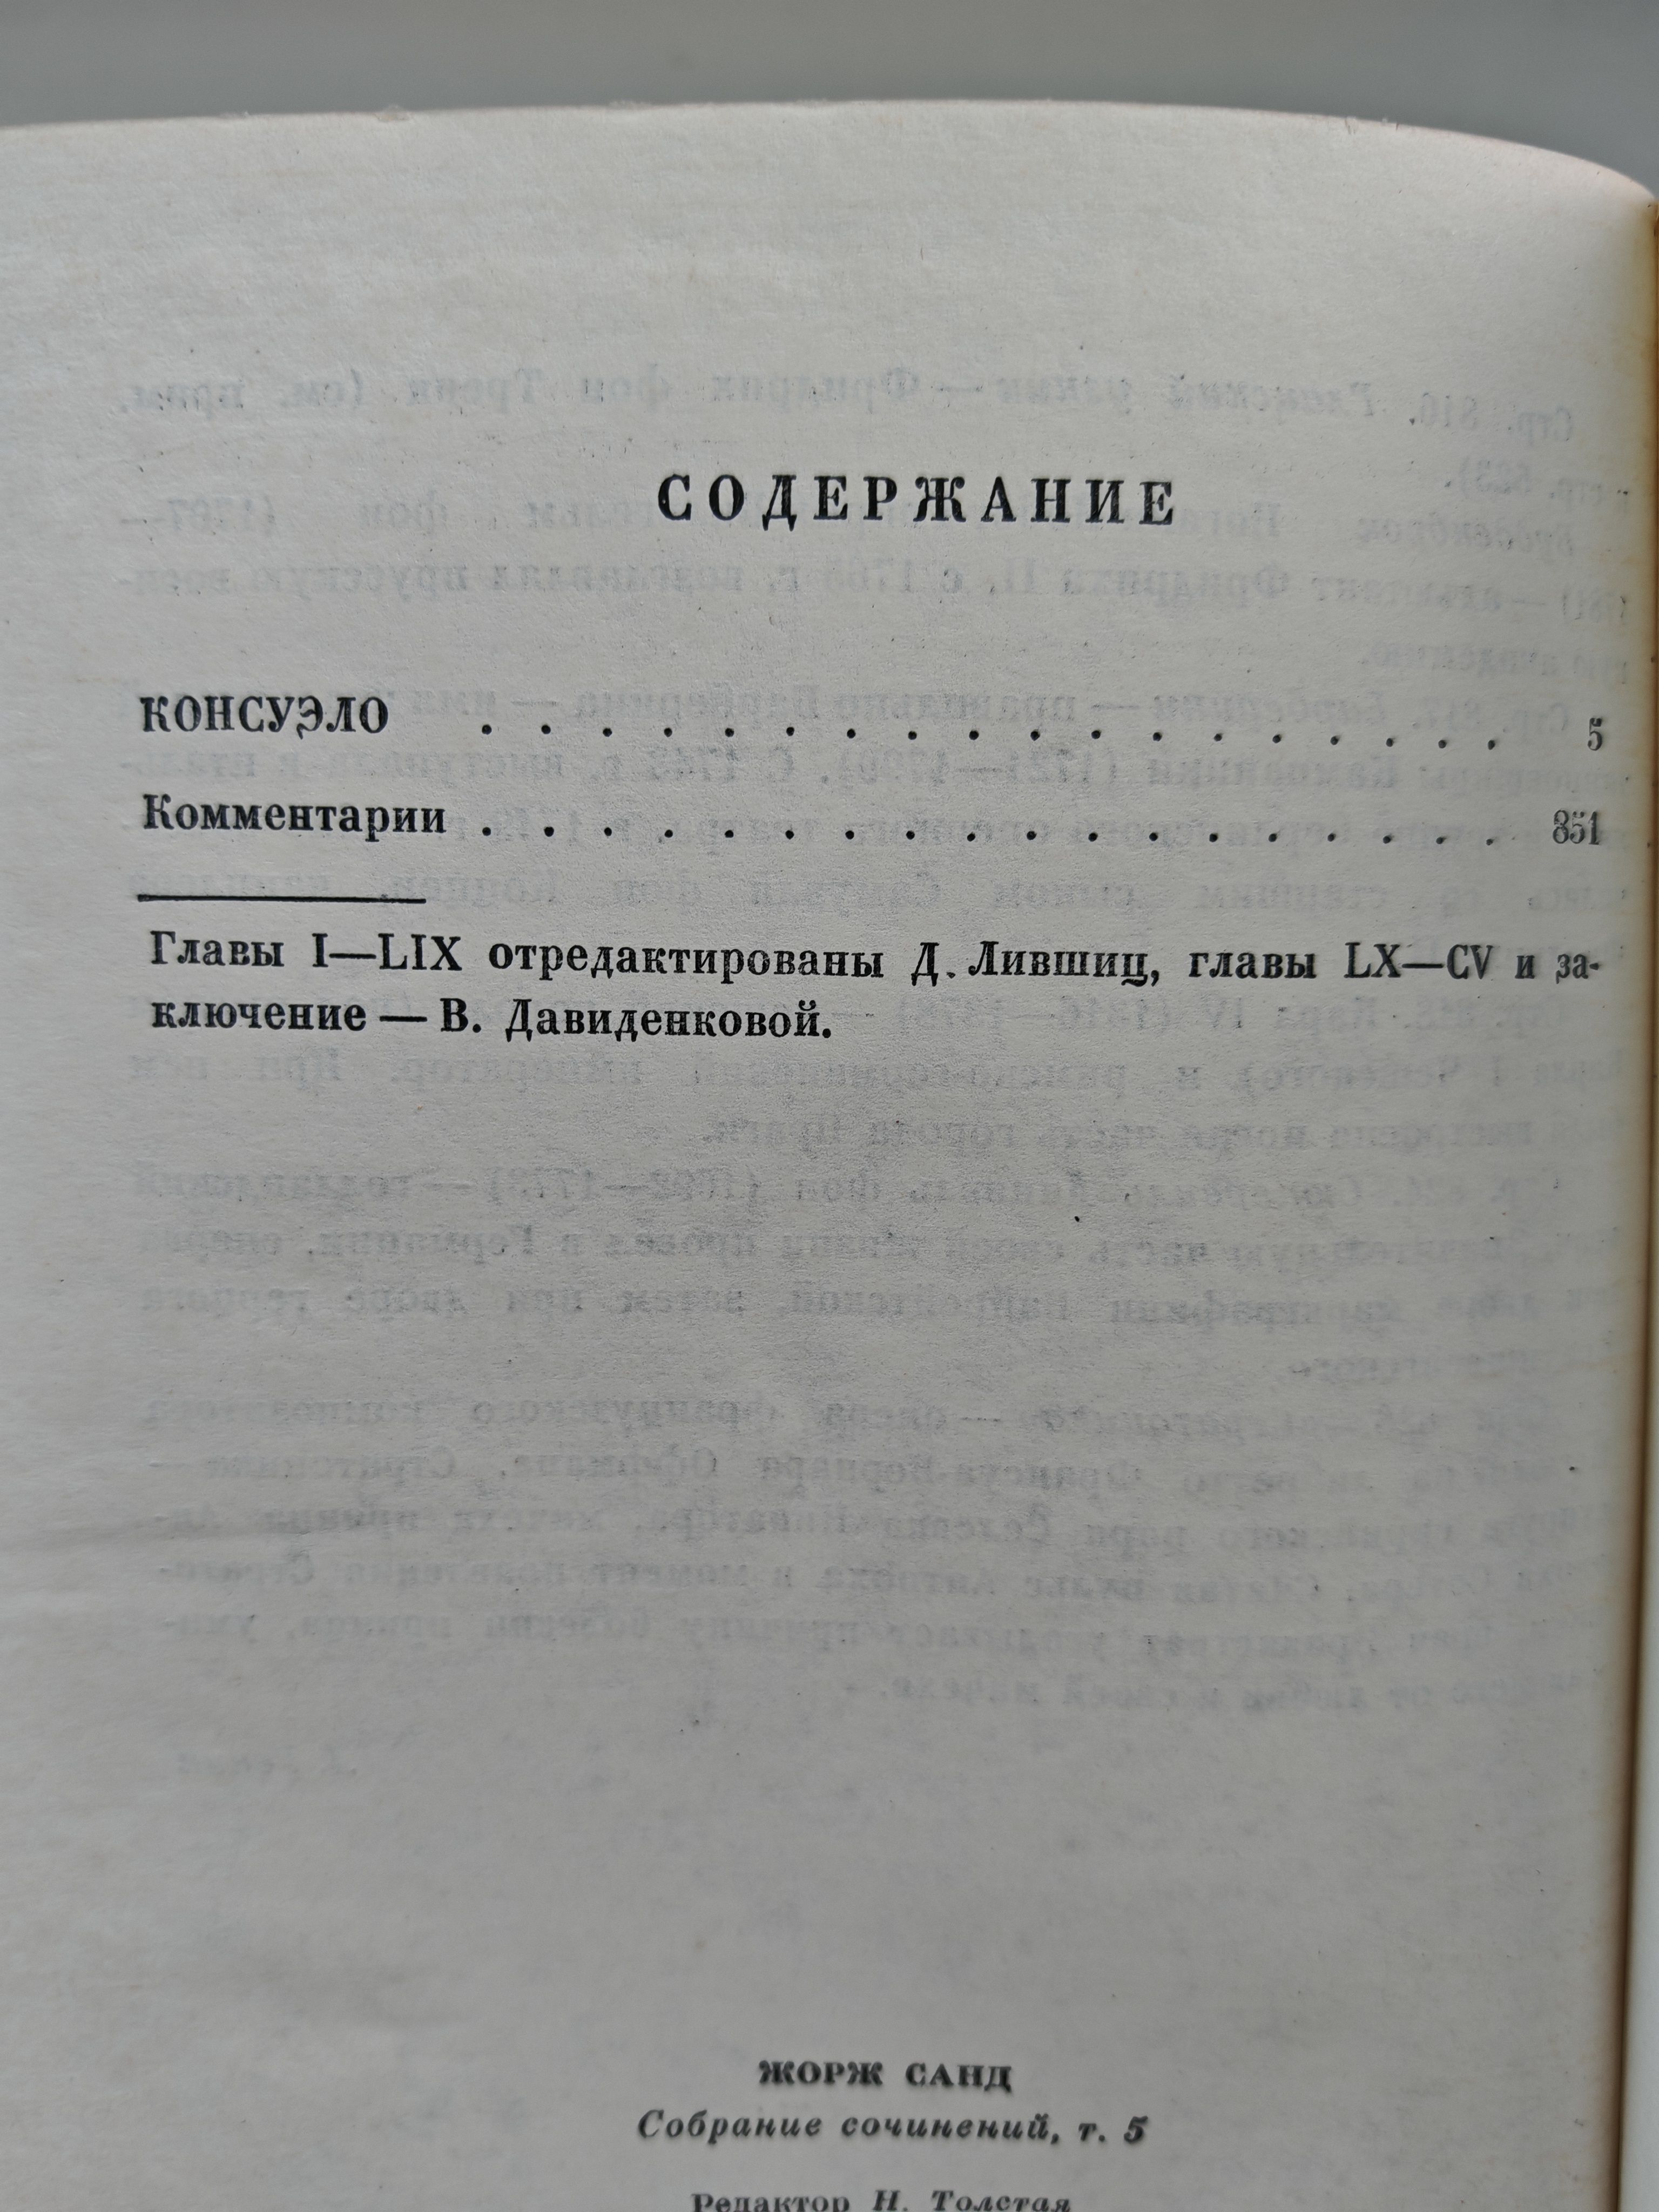 СОДЕРЖАНИЕ
КОНСУЭЛО . . . . . . . . . . . . . . . . . . 5
Комментарии . . . . . . . . . . . . . . . . . . 851
Главы I—LIX отредактированы Д. Лившиц, главы LX—CV и за-
ключение — В. Давиденковой.
ЖОРЖ САНД
Собрание сочинений, т. 5
Редактор Н. Толстая